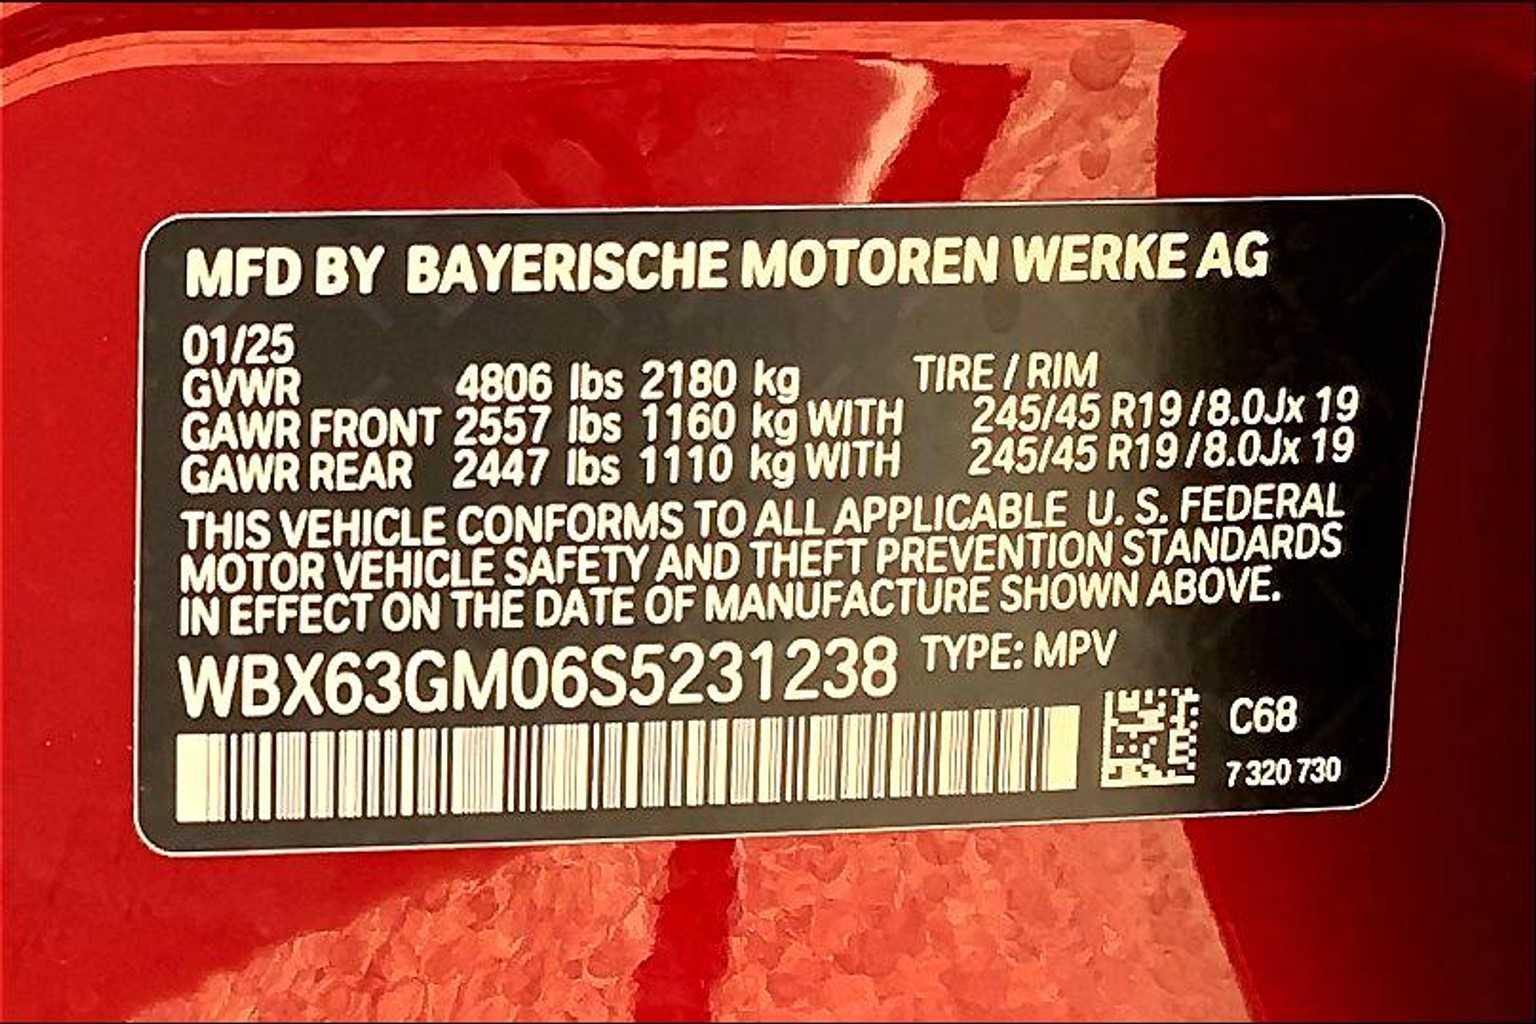 MFD BY BAYERISCHE MOTOREN WERKE AG
01/25
GVWR 4806 lbs 2180 kg TIRE / RIM
GAWR FRONT 2557 lbs 1160 kg WITH 245/45 R19 /8.0Jx 19
GAWR REAR 2447 lbs 1110 kg WITH 245/45 R19 /8.0Jx 19
THIS VEHICLE CONFORMS TO ALL APPLICABLE U. S. FEDERAL
MOTOR VEHICLE SAFETY AND THEFT PREVENTION STANDARDS
IN EFFECT ON THE DATE OF MANUFACTURE SHOWN ABOVE.
WBX63GM06S5231238 TYPE: MPV
C68
7 320 730